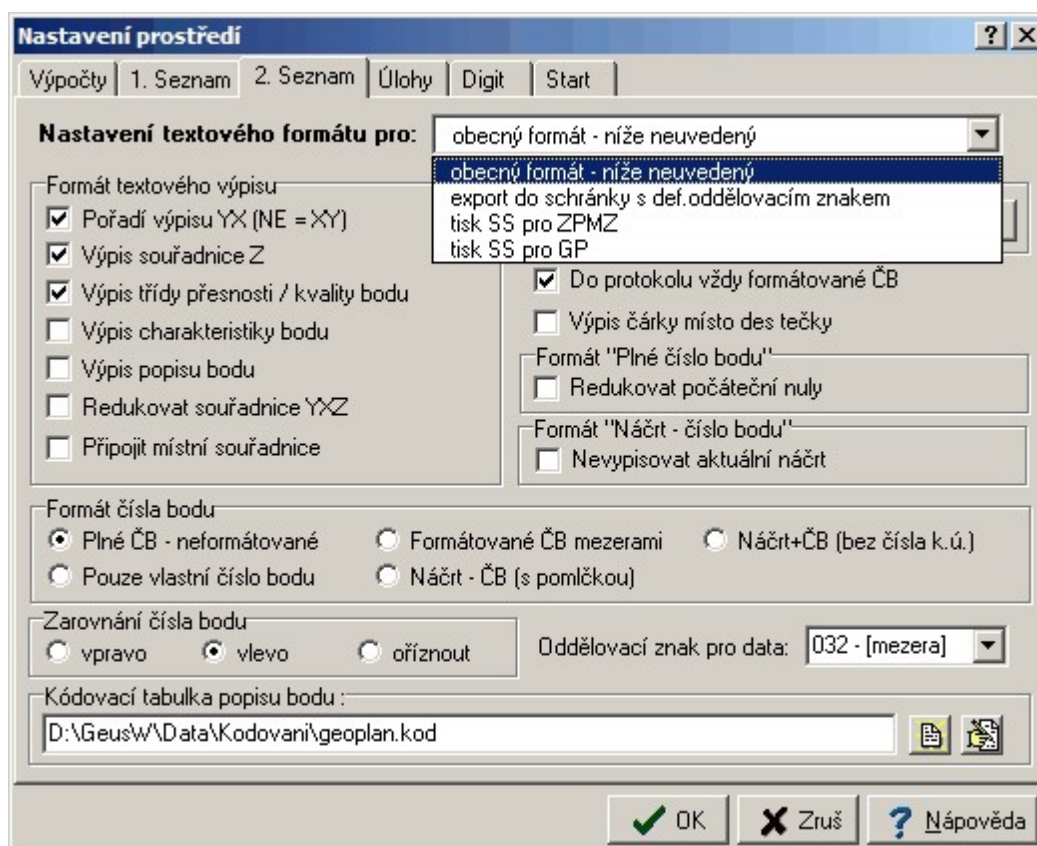 Nastavení prostředí
Výpočty 1. Seznam 2. Seznam Úlohy Digit Start
Nastavení textového formátu pro: obecný formát - níže neuvedený
obecný formát - níže neuvedený
export do schránky s def.oddělovacím znakem
tisk SS pro ZPMZ
tisk SS pro GP
Formát textového výpisu
Pořadí výpisu YX (NE = XY)
Výpis souřadnice Z
Výpis třídy přesnosti / kvality bodu
Výpis charakteristiky bodu
Výpis popisu bodu
Redukovat souřadnice YXZ
Připojit místní souřadnice
Do protokolu vždy formátované ČB
Výpis čárky místo des tečky
Formát "Plné číslo bodu"
Redukovat počáteční nuly
Formát "Náčrt - číslo bodu"
Nevypisovat aktuální náčrt
Formát čísla bodu
Plné ČB - neformátované Formátované ČB mezerami Náčrt+ČB (bez čísla k.ú.)
Pouze vlastní číslo bodu Náčrt - ČB (s pomlčkou)
Zarovnání čísla bodu
vpravo vlevo oříznout
Oddělovací znak pro data: 032 - [mezera]
Kódovací tabulka popisu bodu :
D:\GeusW\Data\Kodovani\geoplan.kod
OK Zruš Nápověda